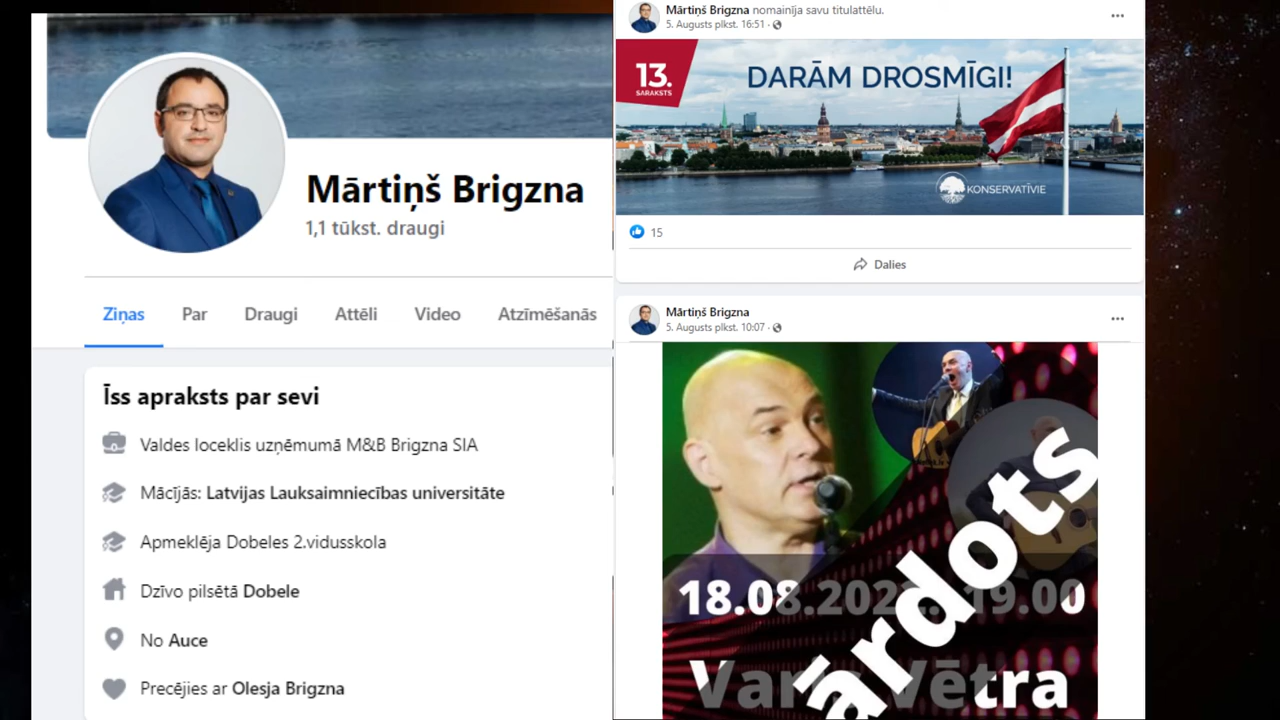 Mārtiņš Brigzna
1,1 tūkst. draugi
Ziņas Par Draugi Attēli Video Atzīmēšanās
Īss apraksts par sevi
Valdes loceklis uzņēmumā M&B Brigzna SIA
Mācījās: Latvijas Lauksaimniecības universitāte
Apmeklēja Dobeles 2.vidusskola
Dzīvo pilsētā Dobele
No Auce
Precējies ar Olesja Brigzna
Mārtiņš Brigzna nomainīja savu titulattēlu.
5. Augusts plkst. 16:51 ·
13.
SARAKSTS
DARĀM DROSMĪGI!
KONSERVATĪVIE
15
Dalies
Mārtiņš Brigzna
5. Augusts plkst. 10:07 ·
18.08.2022. 19.00
Vētra